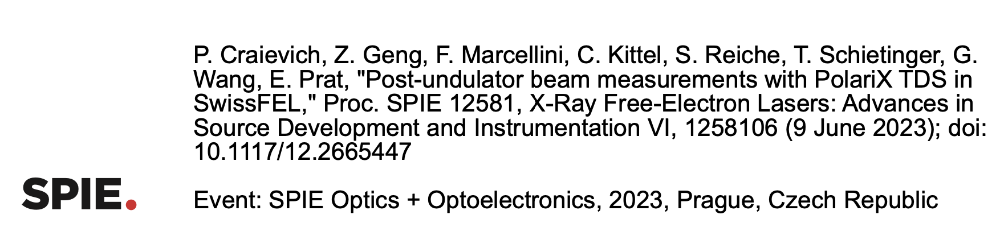 P. Craievich, Z. Geng, F. Marcellini, C. Kittel, S. Reiche, T. Schietinger, G.
Wang, E. Prat, "Post-undulator beam measurements with PolariX TDS in
SwissFEL," Proc. SPIE 12581, X-Ray Free-Electron Lasers: Advances in
Source Development and Instrumentation VI, 1258106 (9 June 2023); doi:
10.1117/12.2665447
SPIE.
Event: SPIE Optics + Optoelectronics, 2023, Prague, Czech Republic